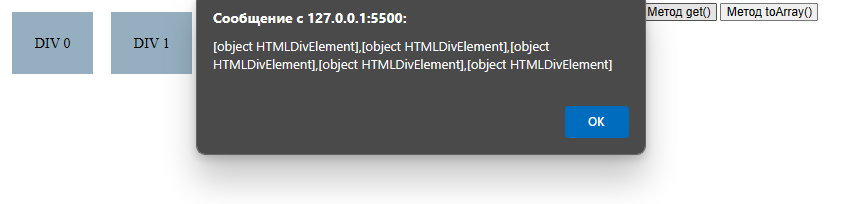 DIV 0
DIV 1
Сообщение с 127.0.0.1:5500:
[object HTMLDivElement],[object HTMLDivElement],[object
HTMLDivElement],[object HTMLDivElement],[object HTMLDivElement]
OK
Метод get()
Метод toArray()